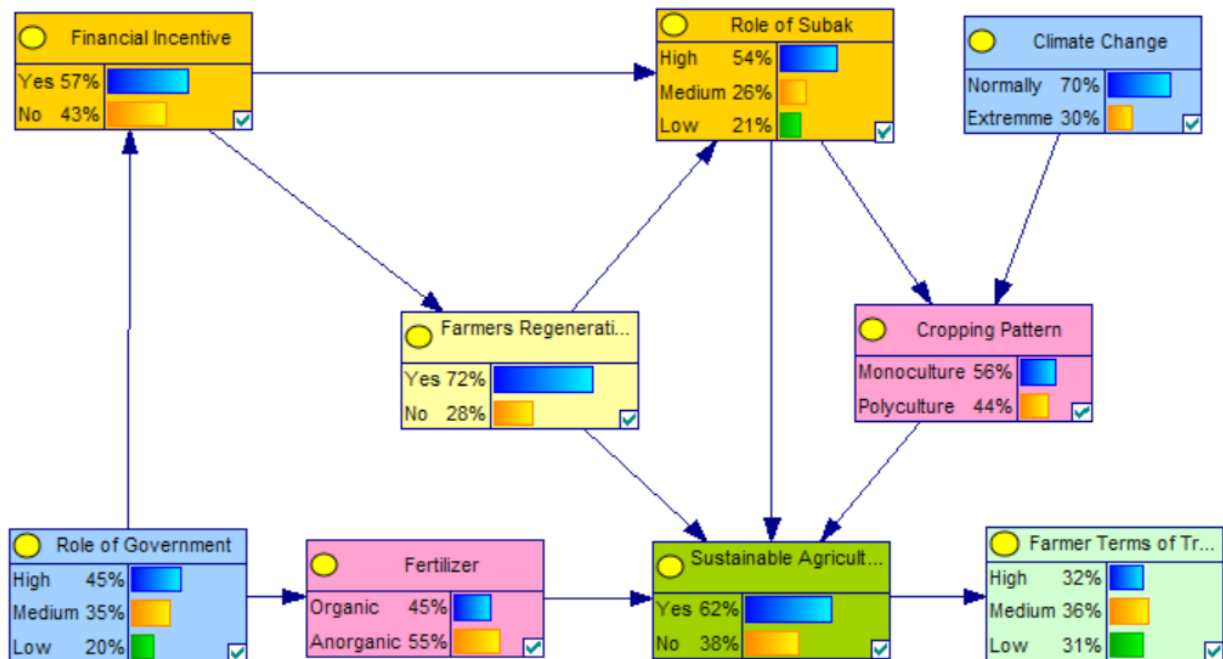 Financial Incentive
Yes 57%
No 43%
Role of Subak
High 54%
Medium 26%
Low 21%
Climate Change
Normally 70%
Extremme 30%
Farmers Regenerati...
Yes 72%
No 28%
Cropping Pattern
Monoculture 56%
Polyculture 44%
Role of Government
High 45%
Medium 35%
Low 20%
Fertilizer
Organic 45%
Anorganic 55%
Sustainable Agricult...
Yes 62%
No 38%
Farmer Terms of Tr...
High 32%
Medium 36%
Low 31%